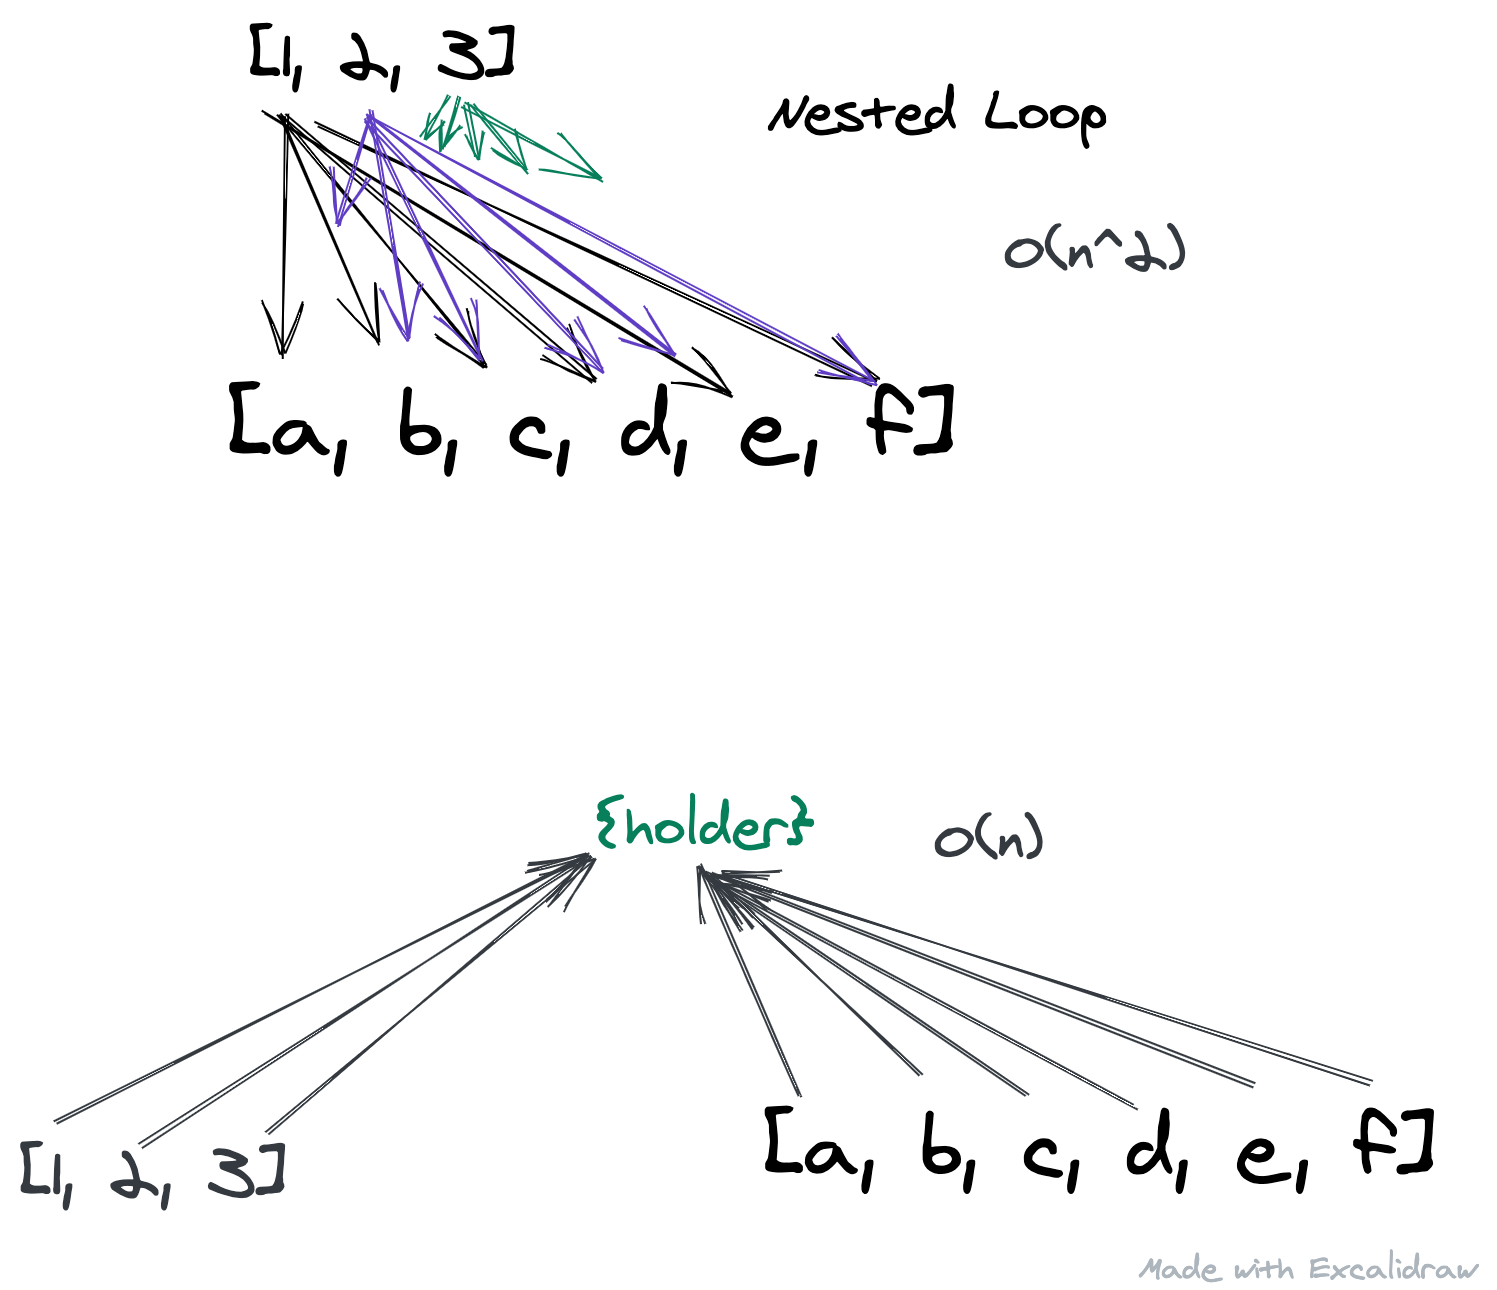 [1, 2, 3]
Nested Loop
O(n^2)
[a, b, c, d, e, f]
{holder}
O(n)
[1, 2, 3]
[a, b, c, d, e, f]
Made with Excalidraw